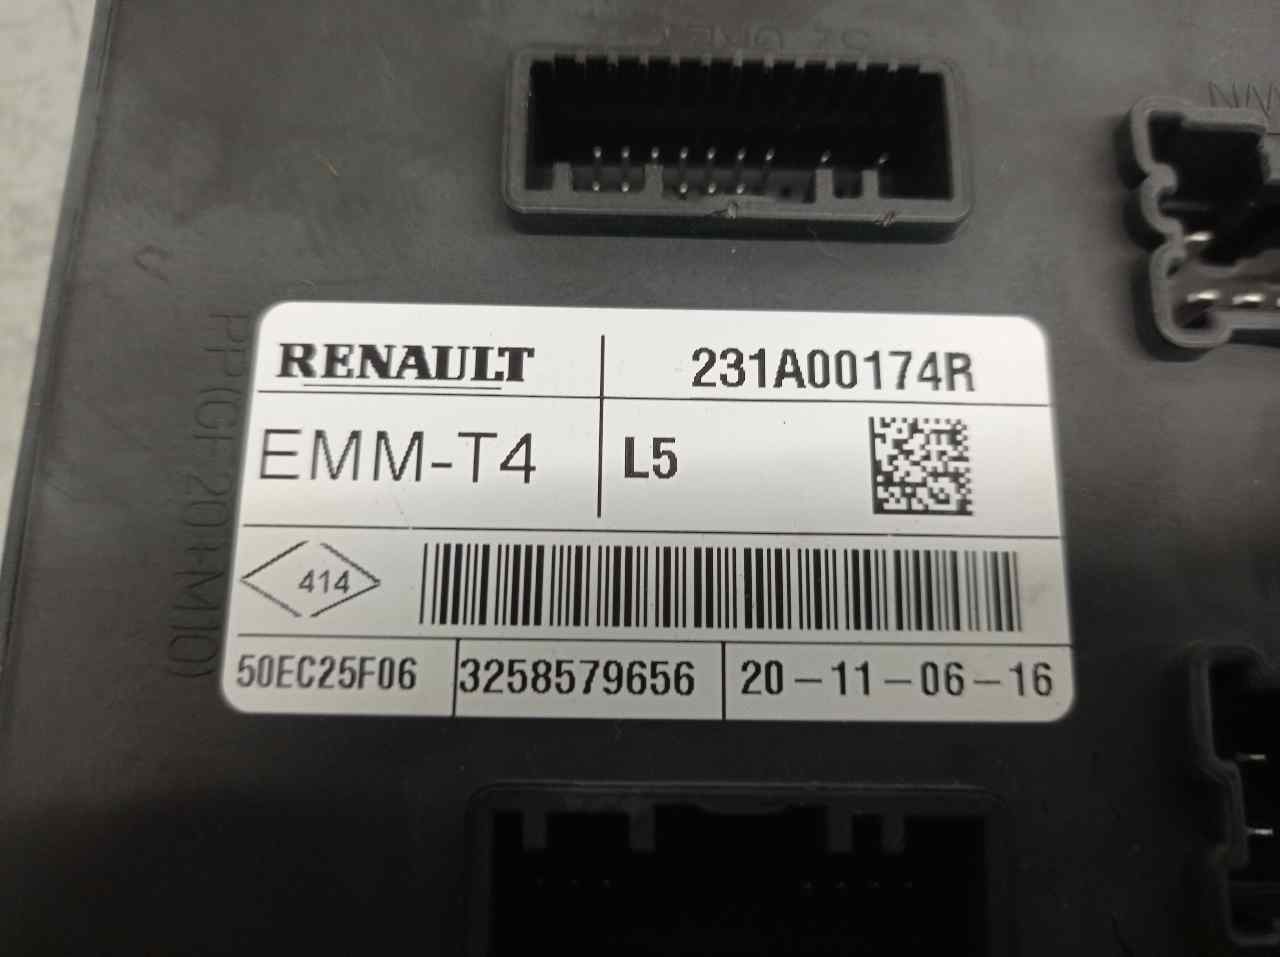 RENAULT
231A00174R
EMM-T4
L5
414
50EC25F06
3258579656
20-11-06-16